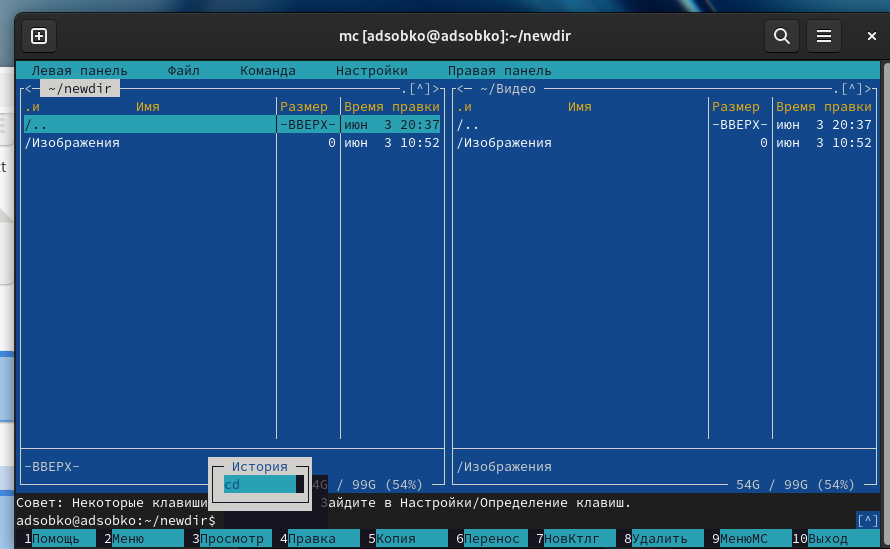 mc [adsobko@adsobko]:~/newdir
Левая панель Файл Команда Настройки Правая панель
<─ ~/newdir .[^]> <─ ~/Видео .[^]>
.и Имя Размер Время правки .и Имя Размер Время правки
/.. -ВВЕРХ- июн 3 20:37 /.. -ВВЕРХ- июн 3 20:37
/Изображения 0 июн 3 10:52 /Изображения 0 июн 3 10:52
-ВВЕРХ- История /Изображения
cd 4G / 99G (54%) 54G / 99G (54%)
Совет: Некоторые клавиши Зайдите в Настройки/Определение клавиш.
adsobko@adsobko:~/newdir$ [^]
1Помощь 2Меню 3Просмотр 4Правка 5Копия 6Перенос 7НовКтлг 8Удалить 9МенюМС 10Выход